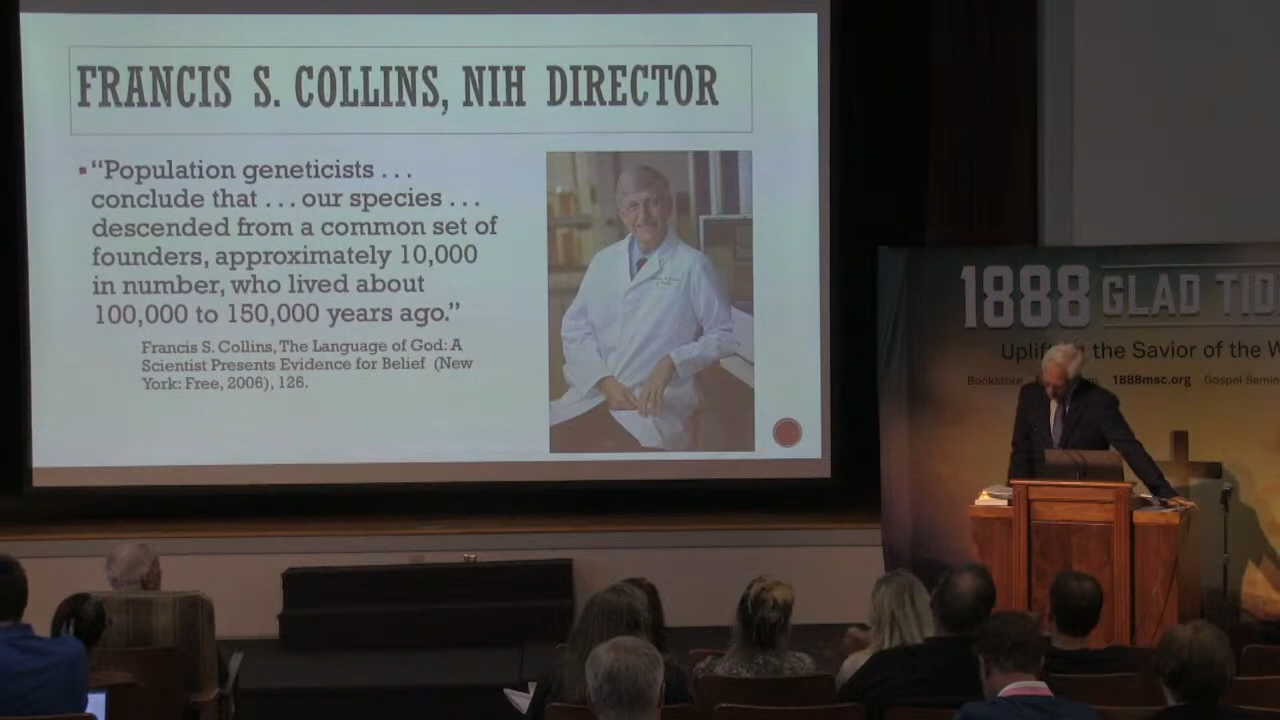 FRANCIS S. COLLINS, NIH DIRECTOR
“Population geneticists . . .
conclude that . . . our species . . .
descended from a common set of
founders, approximately 10,000
in number, who lived about
100,000 to 150,000 years ago.”
Francis S. Collins, The Language of God: A
Scientist Presents Evidence for Belief (New
York: Free, 2006), 126.
1888 GLAD TID
the Savior of the W
1888msc.org Gospel Semin